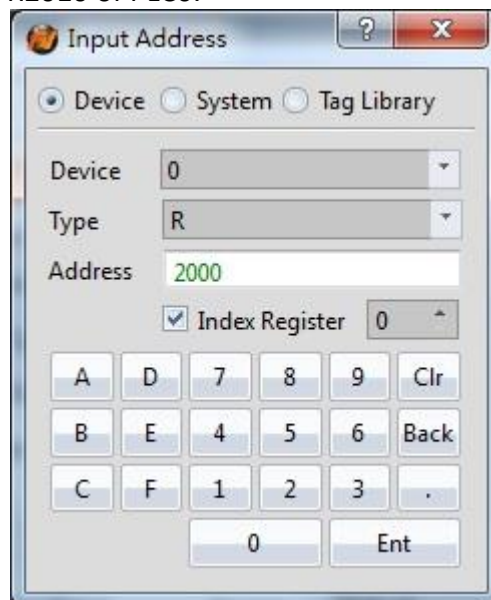 Input Address
Device System Tag Library
Device 0
Type R
Address 2000
Index Register 0
A D 7 8 9 Clr
B E 4 5 6 Back
C F 1 2 3 .
0 Ent